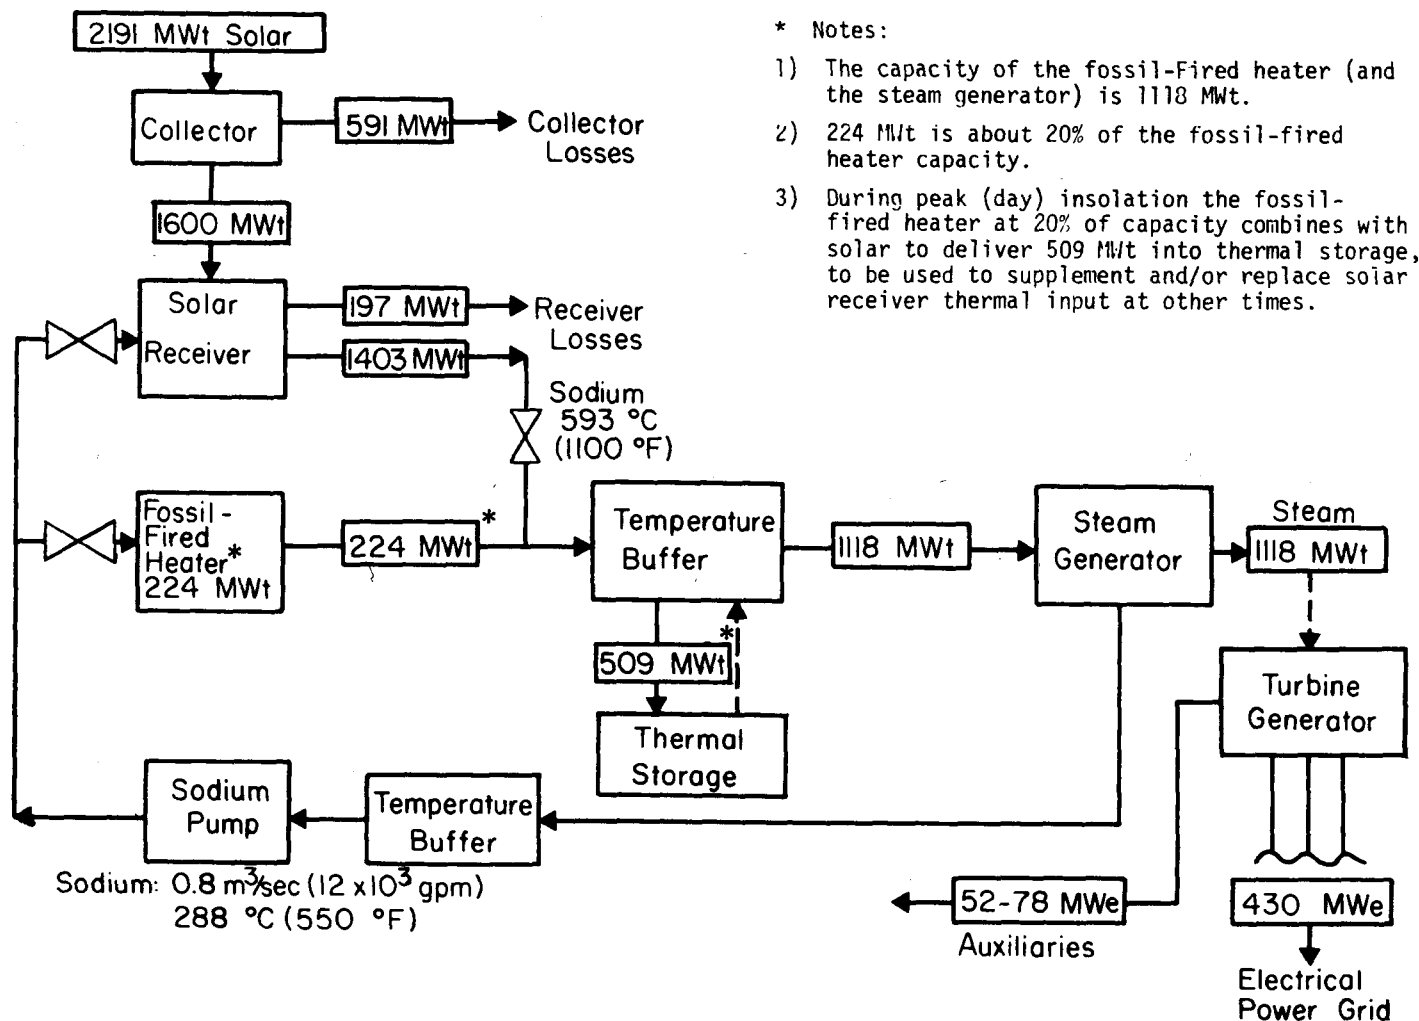 2191 MWt Solar
Collector
591 MWt
Collector
Losses
1600 MWt
Solar
Receiver
197 MWt
Receiver
Losses
1403 MWt
Sodium
593 °C
(1100 °F)
Fossil-
Fired
Heater*
224 MWt
224 MWt
*
Temperature
Buffer
1118 MWt
Steam
Generator
Steam
1118 MWt
509 MWt
*
Thermal
Storage
Turbine
Generator
Sodium
Pump
Temperature
Buffer
Sodium: 0.8 m³/sec (12 x10³ gpm)
288 °C (550 °F)
52-78 MWe
Auxiliaries
430 MWe
Electrical
Power Grid
* Notes:
1) The capacity of the fossil-Fired heater (and
the steam generator) is 1118 MWt.
2) 224 MWt is about 20% of the fossil-fired
heater capacity.
3) During peak (day) insolation the fossil-
fired heater at 20% of capacity combines with
solar to deliver 509 MWt into thermal storage,
to be used to supplement and/or replace solar
receiver thermal input at other times.